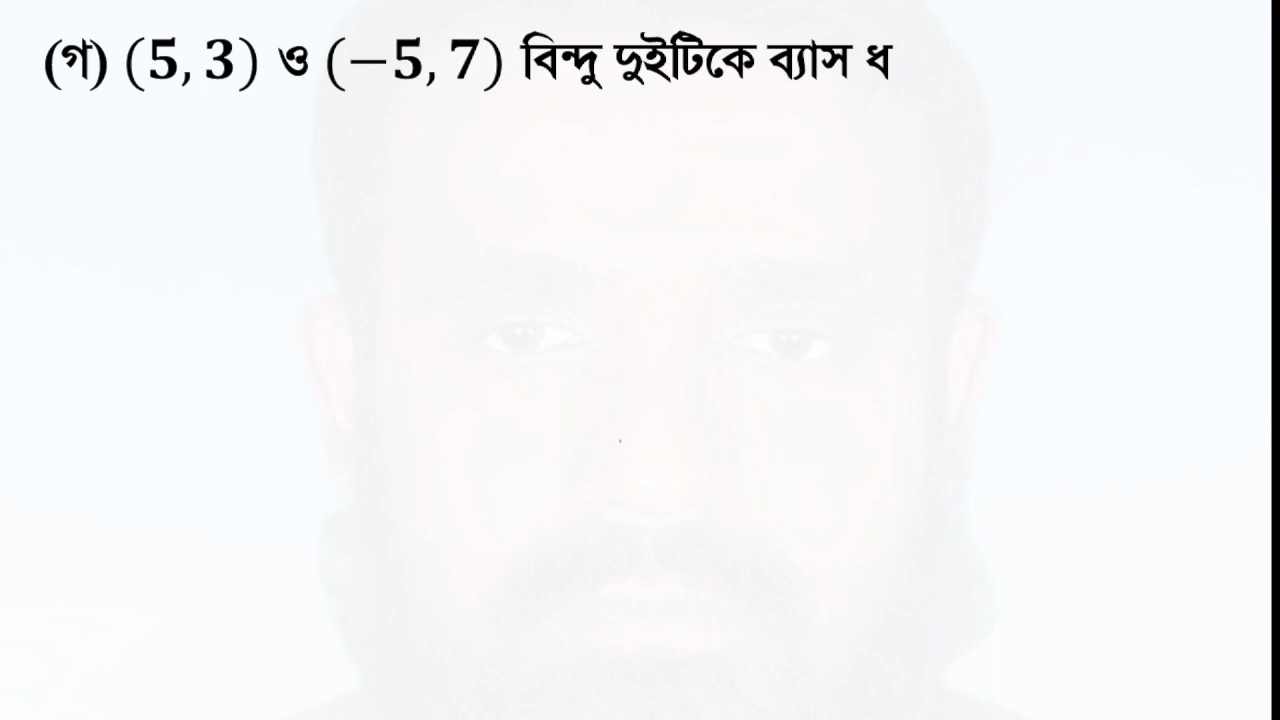 (গ) (5, 3) ও (−5, 7) বিন্দু দুইটিকে ব্যাস ধ